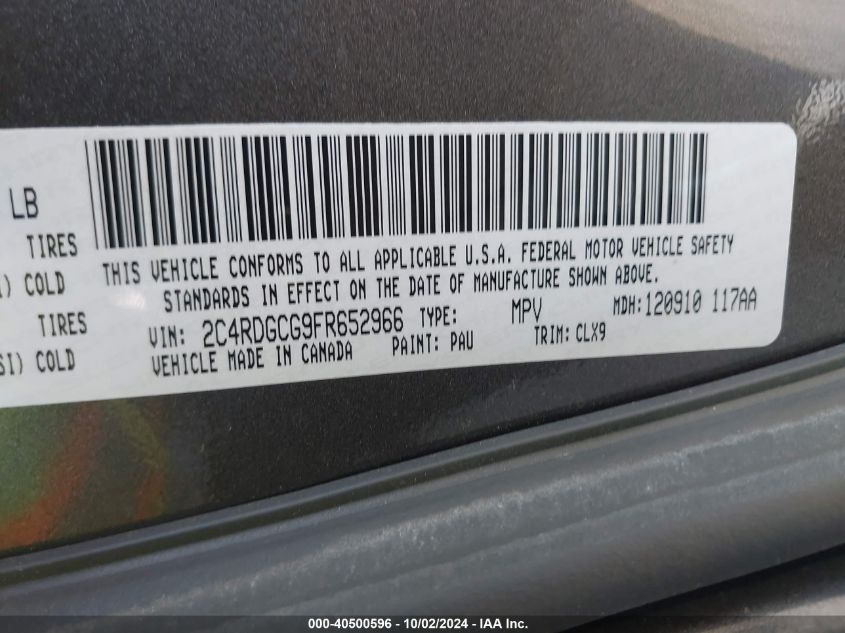 LB
TIRES
I) COLD
TIRES
SI) COLD
THIS VEHICLE CONFORMS TO ALL APPLICABLE U.S.A. FEDERAL MOTOR VEHICLE SAFETY
STANDARDS IN EFFECT ON THE DATE OF MANUFACTURE SHOWN ABOVE.
VIN: 2C4RDGCG9FR652966 TYPE: MPV MDH:120910 117AA
VEHICLE MADE IN CANADA PAINT: PAU TRIM: CLX9
000-40500596 - 10/02/2024 - IAA Inc.